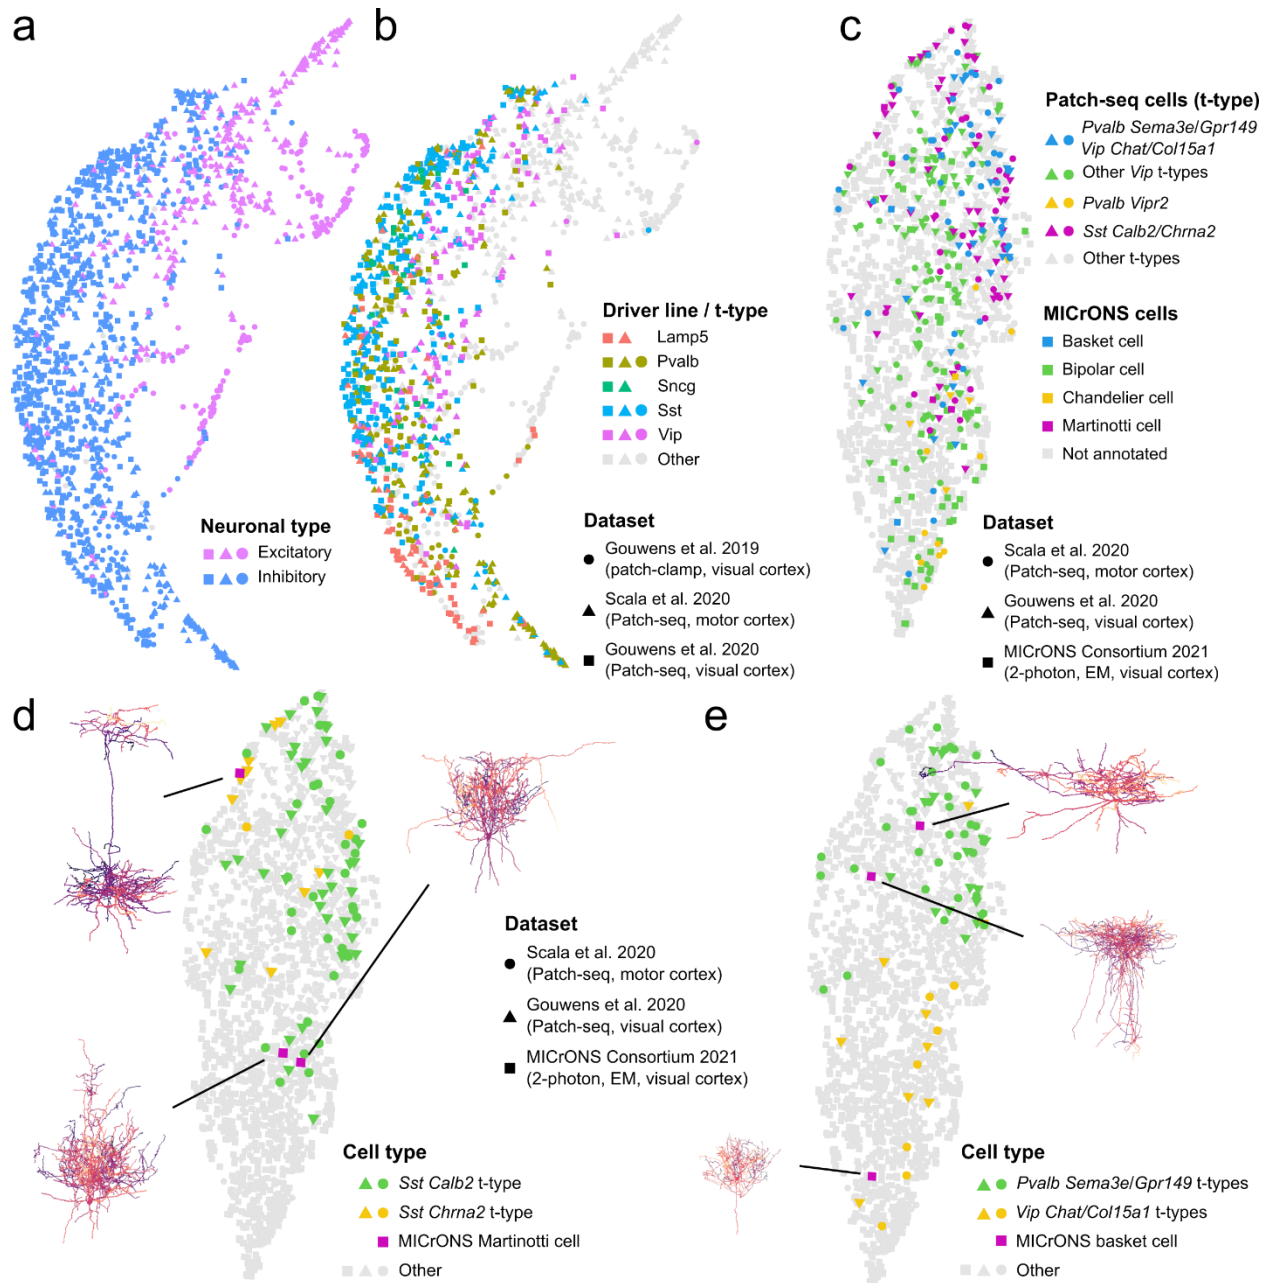 a
b
c
Neuronal type
Excitatory
Inhibitory
Driver line / t-type
Lamp5
Pvalb
Sncg
Sst
Vip
Other
Dataset
Gouwens et al. 2019
(patch-clamp, visual cortex)
Scala et al. 2020
(Patch-seq, motor cortex)
Gouwens et al. 2020
(Patch-seq, visual cortex)
Patch-seq cells (t-type)
Pvalb Sema3e/Gpr149
Vip Chat/Col15a1
Other Vip t-types
Pvalb Vipr2
Sst Calb2/Chrna2
Other t-types
MICrONS cells
Basket cell
Bipolar cell
Chandelier cell
Martinotti cell
Not annotated
Dataset
Scala et al. 2020
(Patch-seq, motor cortex)
Gouwens et al. 2020
(Patch-seq, visual cortex)
MICrONS Consortium 2021
(2-photon, EM, visual cortex)
d
Dataset
Scala et al. 2020
(Patch-seq, motor cortex)
Gouwens et al. 2020
(Patch-seq, visual cortex)
MICrONS Consortium 2021
(2-photon, EM, visual cortex)
Cell type
Sst Calb2 t-type
Sst Chrna2 t-type
MICrONS Martinotti cell
Other
e
Cell type
Pvalb Sema3e/Gpr149 t-types
Vip Chat/Col15a1 t-types
MICrONS basket cell
Other